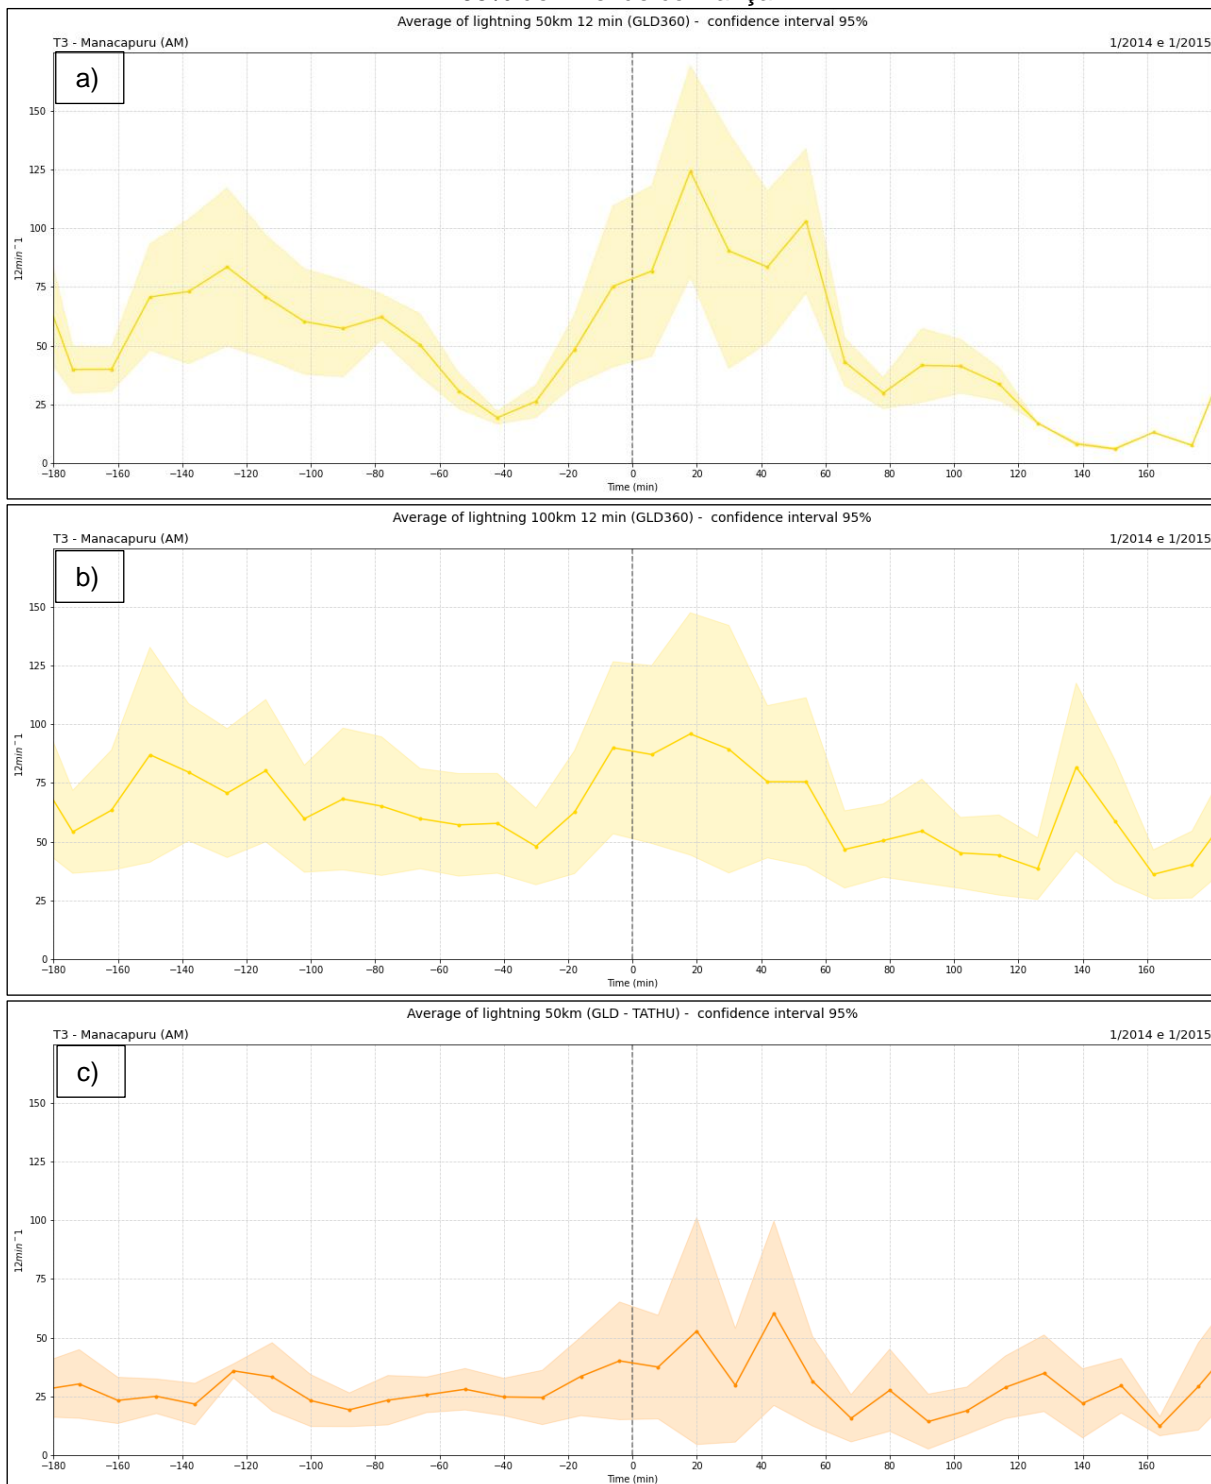 Average of lightning 50km 12 min (GLD360) - confidence interval 95%
T3 - Manacapuru (AM) 1/2014 e 1/2015
a)
150
125
100
75
50
25
0
12min⁻1
−180 −160 −140 −120 −100 −80 −60 −40 −20 0 20 40 60 80 100 120 140 160
Time (min)
Average of lightning 100km 12 min (GLD360) - confidence interval 95%
T3 - Manacapuru (AM) 1/2014 e 1/2015
b)
150
125
100
75
50
25
0
12min⁻1
−180 −160 −140 −120 −100 −80 −60 −40 −20 0 20 40 60 80 100 120 140 160
Time (min)
Average of lightning 50km (GLD - TATHU) - confidence interval 95%
T3 - Manacapuru (AM) 1/2014 e 1/2015
c)
150
125
100
75
50
25
0
12min⁻1
−180 −160 −140 −120 −100 −80 −60 −40 −20 0 20 40 60 80 100 120 140 160
Time (min)